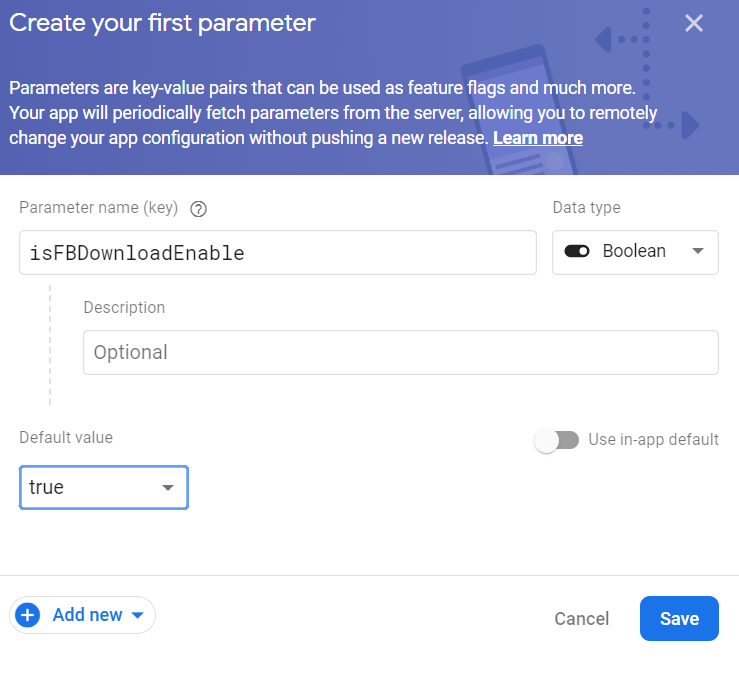 Create your first parameter
Parameters are key-value pairs that can be used as feature flags and much more.
Your app will periodically fetch parameters from the server, allowing you to remotely
change your app configuration without pushing a new release. Learn more
Parameter name (key) ?
Data type
isFBDownloadEnable
Boolean
Description
Optional
Default value
Use in-app default
true
Add new
Cancel
Save